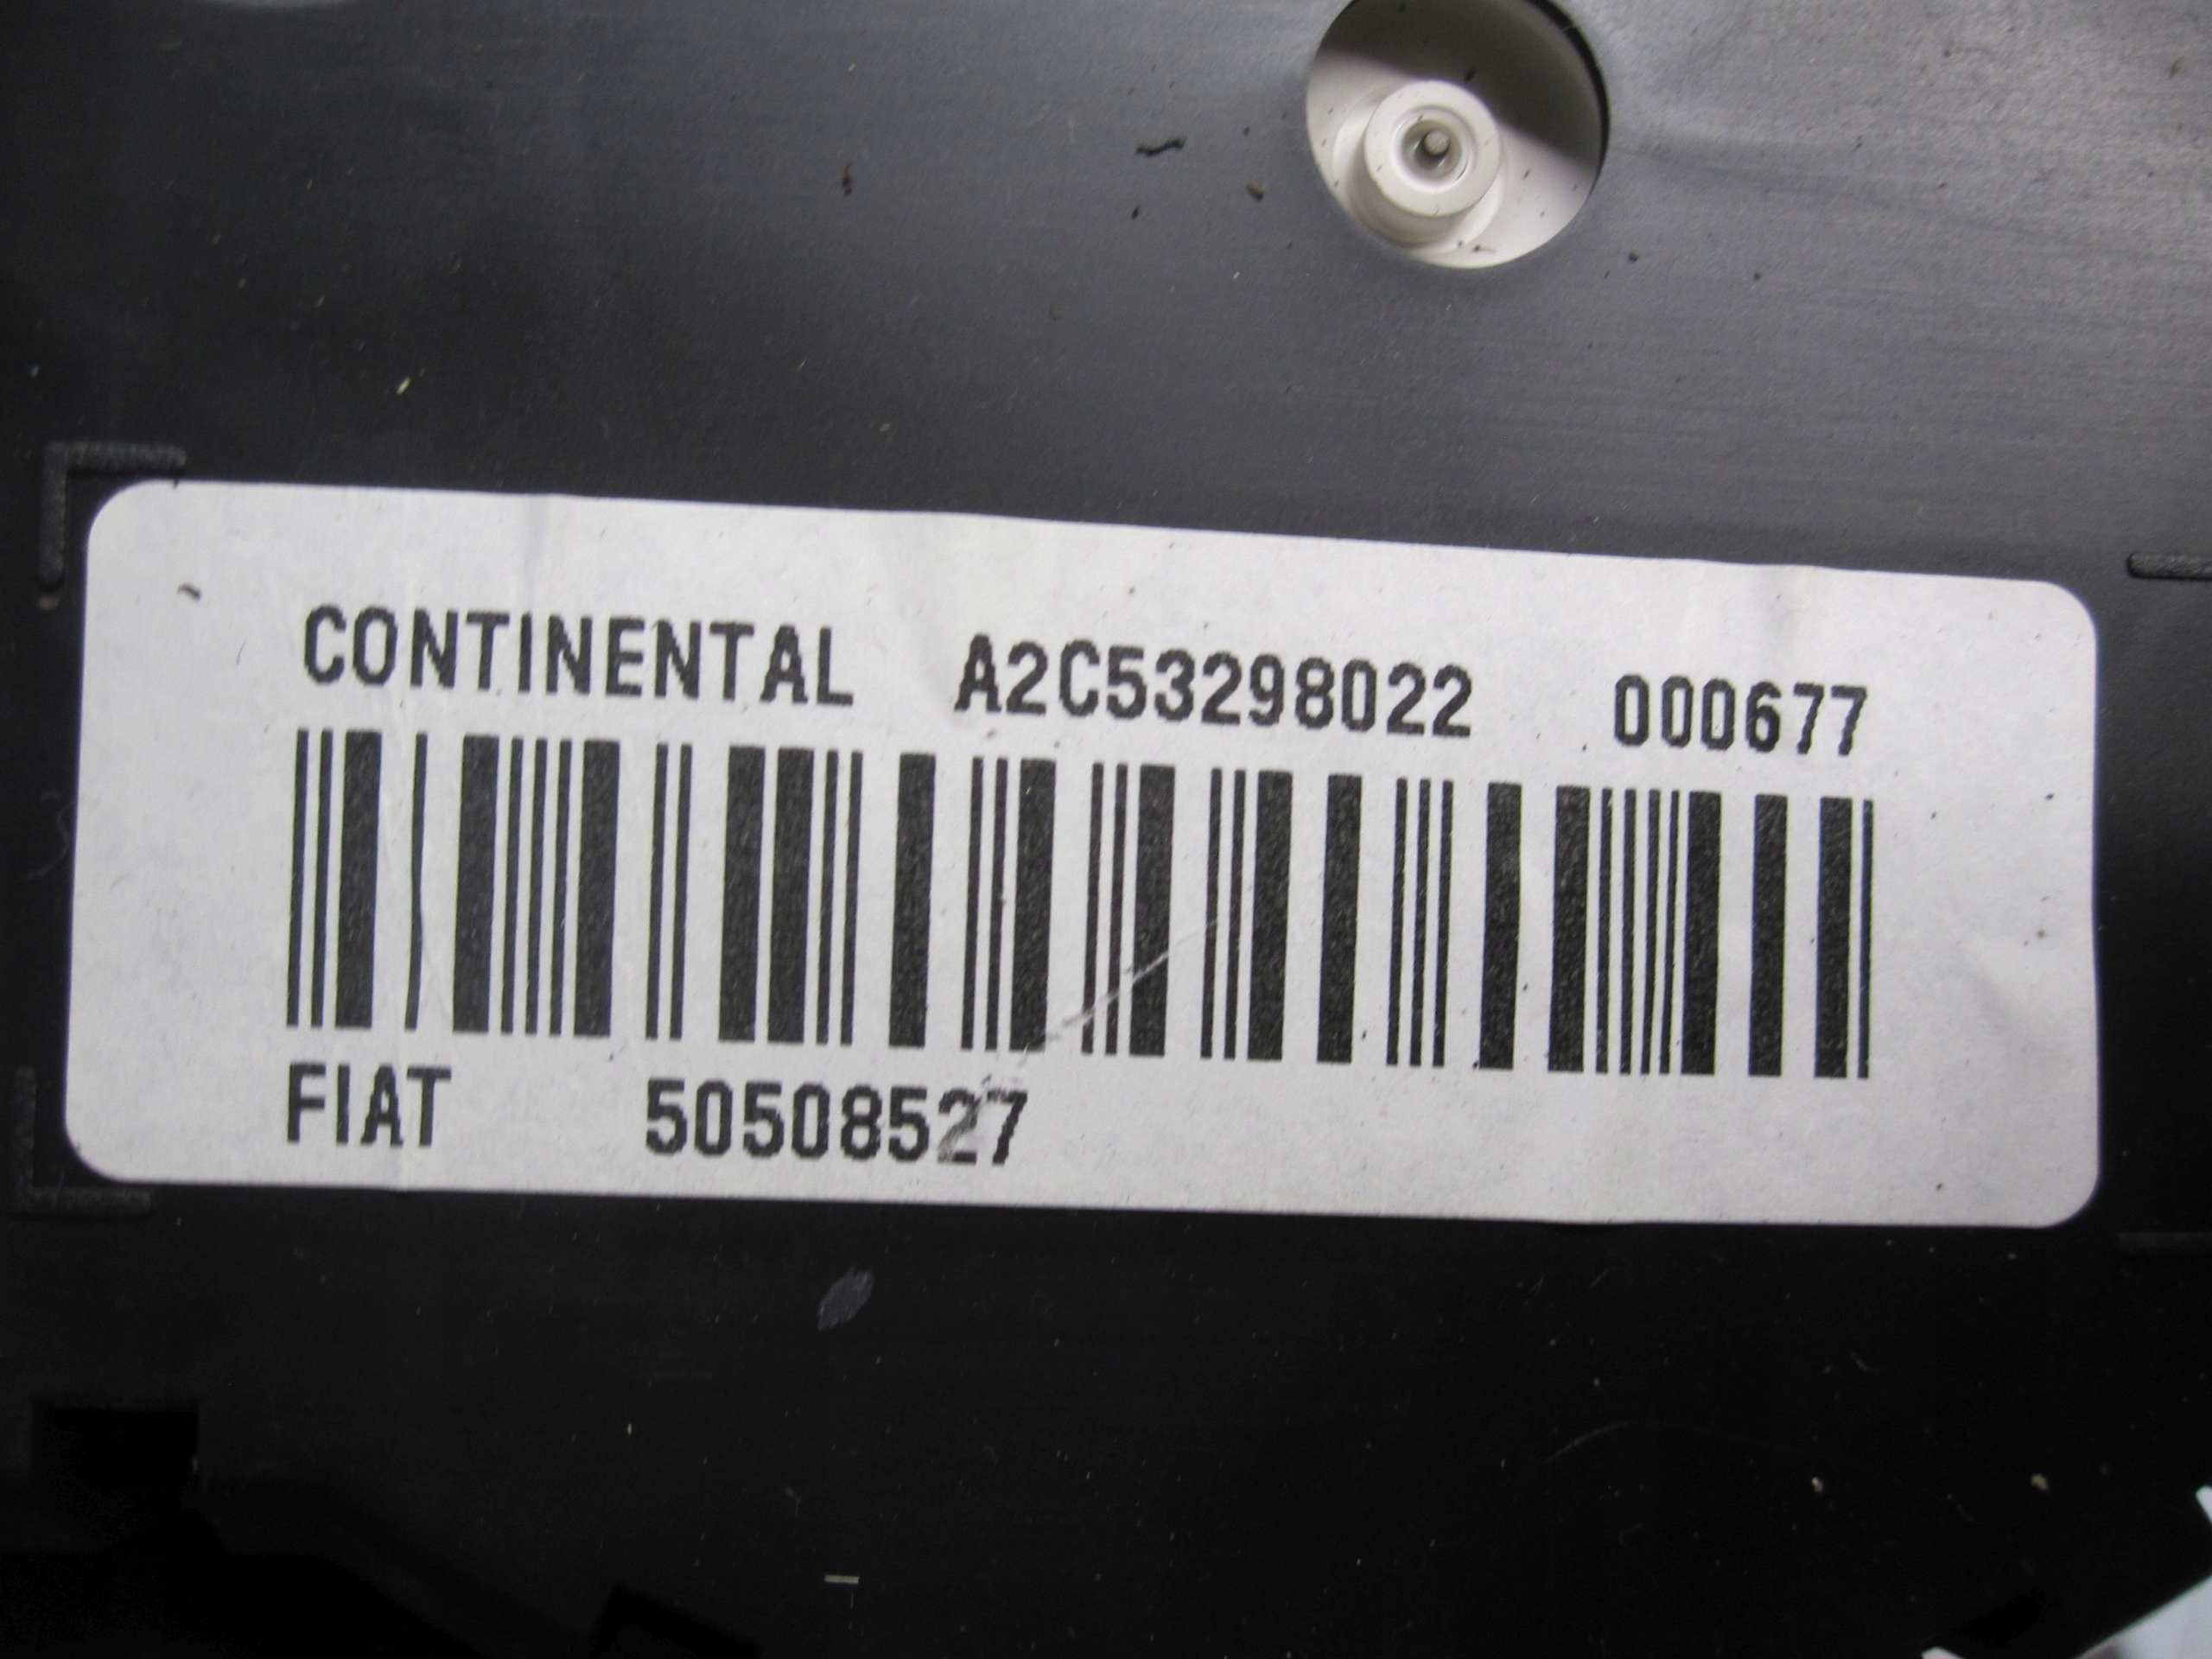 CONTINENTAL A2C53298022 000677
FIAT 50508527